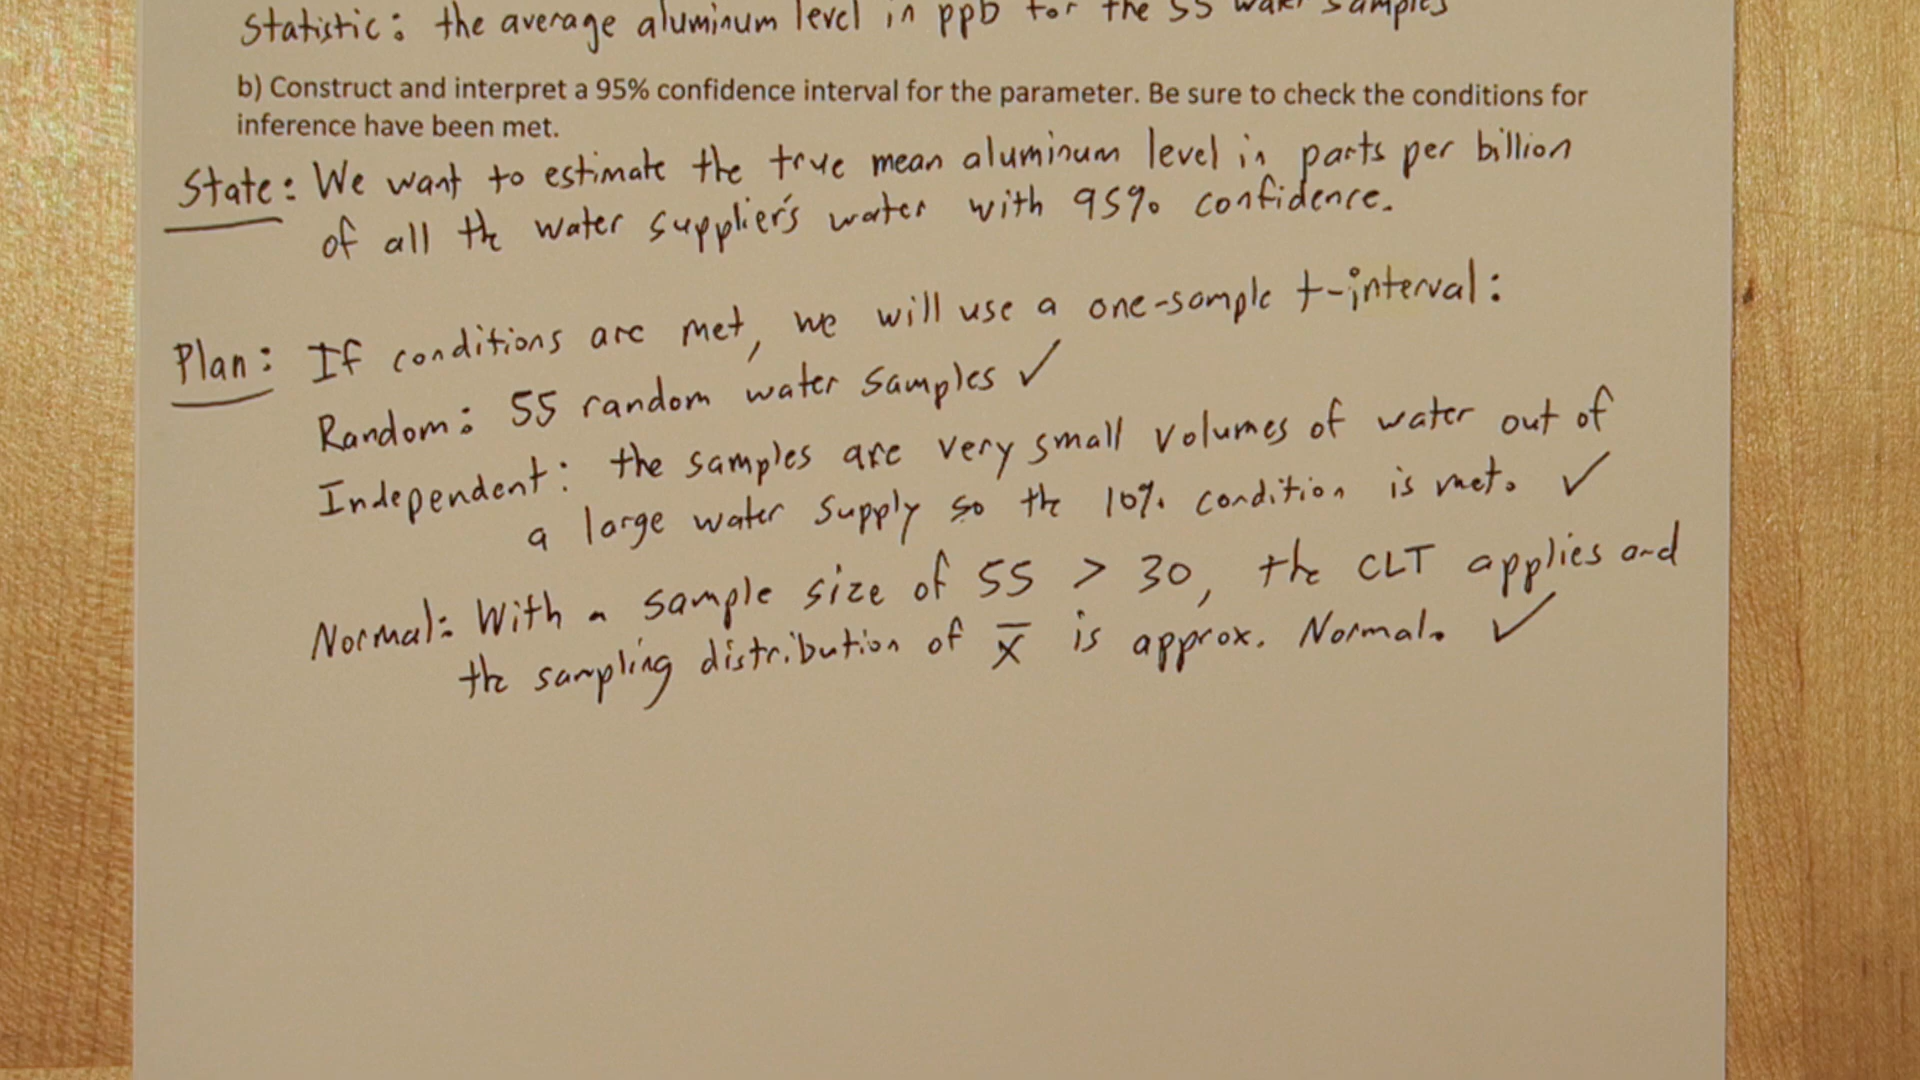 Statistic: the average aluminum level in ppb for the 55 water samples
b) Construct and interpret a 95% confidence interval for the parameter. Be sure to check the conditions for
inference have been met.
State: We want to estimate the true mean aluminum level in parts per billion
of all the water supplier's water with 95% confidence.
Plan: If conditions are met, we will use a one-sample t-interval:
Random: 55 random water samples ✓
Independent: the samples are very small volumes of water out of
a large water supply so the 10% condition is met. ✓
Normal: With a sample size of 55 > 30, the CLT applies and
the sampling distribution of x̄ is approx. Normal. ✓